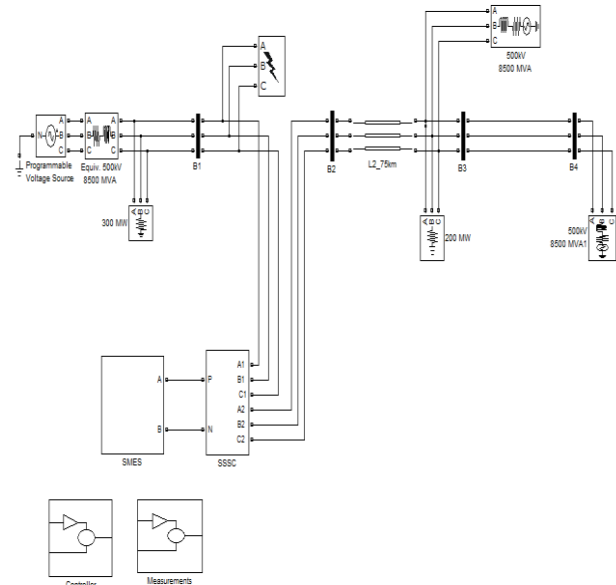 A
B
C
500kV
8500 MVA
A
B
C
N
A
B
C
A
B
C
A
B
C
Programmable
Voltage Source
Equiv. 500kV
8500 MVA
B1
B2
L2_75km
B3
B4
A
B
C
300 MW
A
B
C
200 MW
A
B
C
500kV
8500 MVA1
A
B
P
N
A1
B1
C1
A2
B2
C2
SMES
SSSC
Controller
Measurements